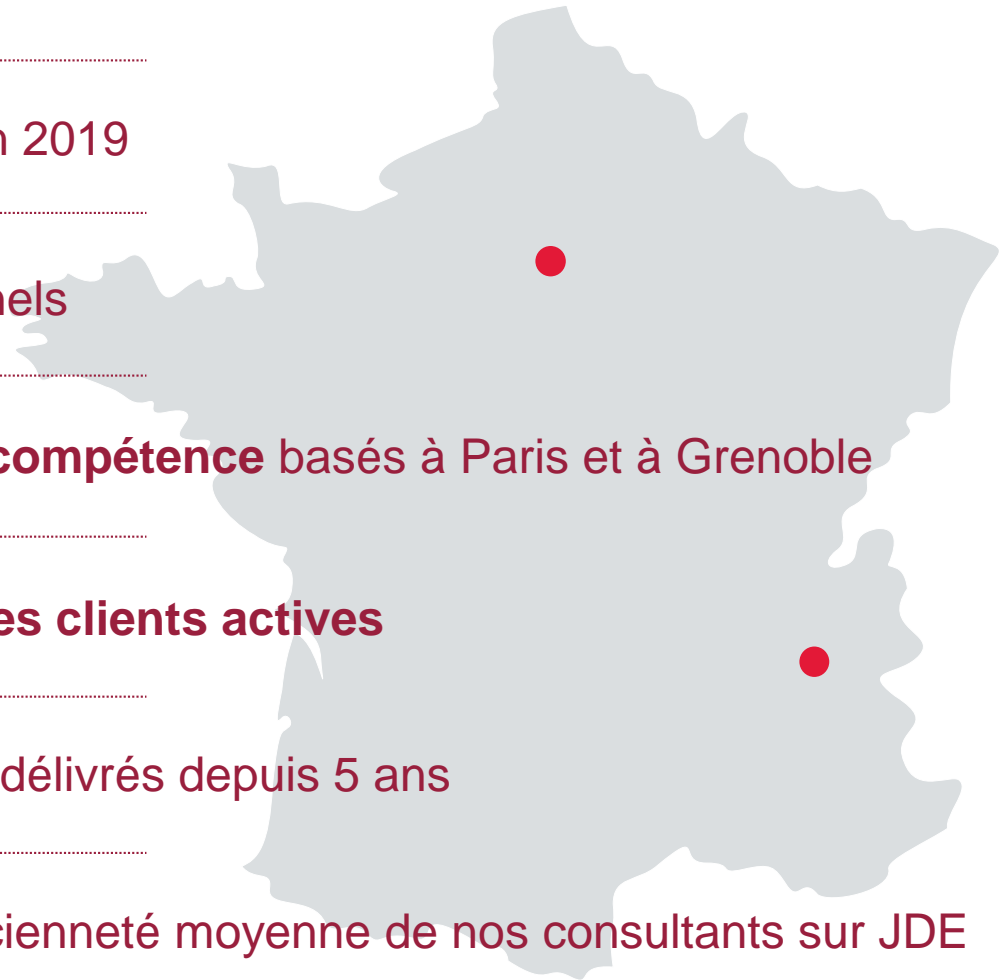 n 2019
nels
compétence basés à Paris et à Grenoble
es clients actives
délivrés depuis 5 ans
cienneté moyenne de nos consultants sur JDE